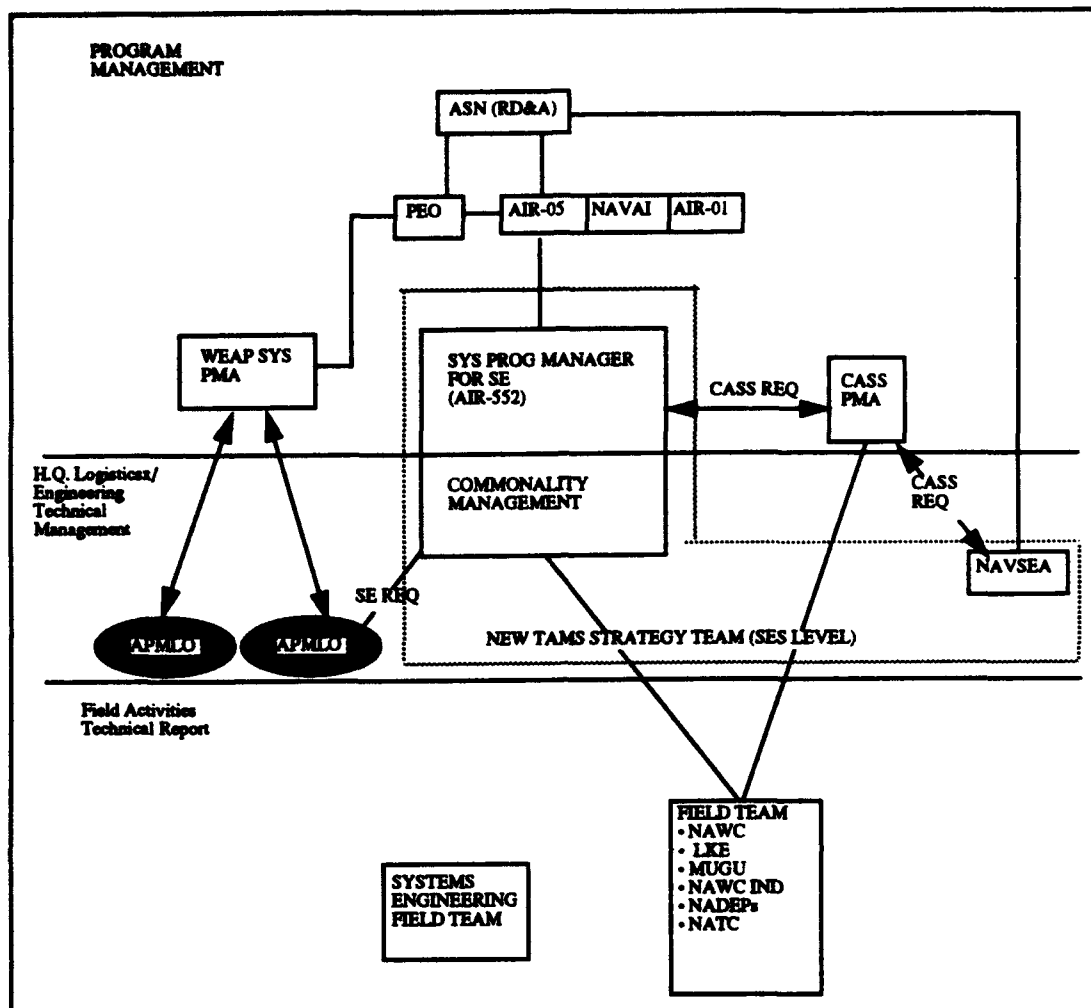 PROGRAM
MANAGEMENT
ASN (RD&A)
PEO
AIR-05
NAVAI
AIR-01
WEAP SYS
PMA
SYS PROG MANAGER
FOR SE
(AIR-552)
CASS REQ
CASS
PMA
H.Q. Logisticsx/
Engineering
Technical
Management
COMMONALITY
MANAGEMENT
CASS
REQ
NAVSEA
SE REQ
APMLO
APMLO
NEW TAMS STRATEGY TEAM (SES LEVEL)
Field Activities
Technical Report
FIELD TEAM
• NAWC
• LKE
• MUGU
• NAWC IND
• NADEPs
• NATC
SYSTEMS
ENGINEERING
FIELD TEAM